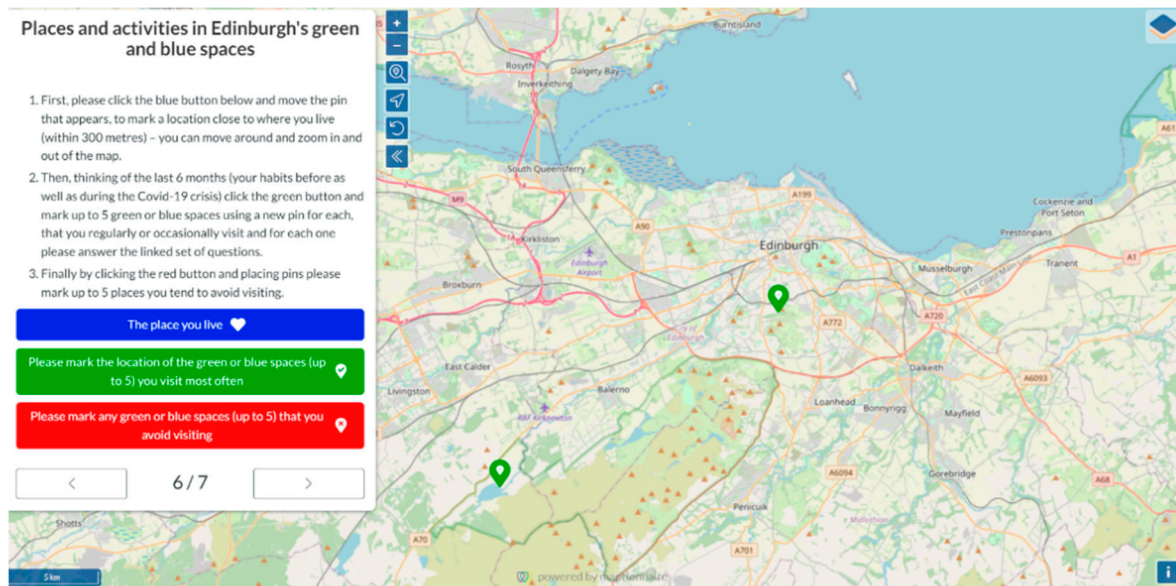 Places and activities in Edinburgh's green
and blue spaces
1. First, please click the blue button below and move the pin
that appears, to mark a location close to where you live
(within 300 metres) – you can move around and zoom in and
out of the map.
2. Then, thinking of the last 6 months (your habits before as
well as during the Covid-19 crisis) click the green button and
mark up to 5 green or blue spaces using a new pin for each,
that you regularly or occasionally visit and for each one
please answer the linked set of questions.
3. Finally by clicking the red button and placing pins please
mark up to 5 places you tend to avoid visiting.
The place you live
Please mark the location of the green or blue spaces (up
to 5) you visit most often
Please mark any green or blue spaces (up to 5) that you
avoid visiting
< 6 / 7 >
Shotts
5 km
+
−
Burntisland
Rosyth
Dalgety Bay
Inverkeithing
South Queensferry
M9
A199
A90
Kirkliston
Edinburgh
Edinburgh
Airport
Broxburn
Cockenzie and
Port Seton
Prestonpans
A1
Tranent
Musselburgh
East Coast Main Line
A720
A772
City of
Edinburgh
East Calder
Livingston
Balerno
RAF Kirknewton
Dalkeith
A6093
Loanhead
Bonnyrigg
Mayfield
A6094
Gorebridge
A68
Penicuik
Midlothian
A70
A701
A61
powered by maptionnaire
i